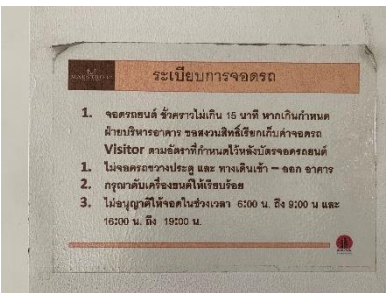 MAESTRO
ระเบียบการจอดรถ
1. จอดรถยนต์ ชั่วคราวไม่เกิน 15 นาที หากเกินกำหนด
ฝ่ายบริหารอาคาร ขอสงวนสิทธิ์เรียกเก็บค่าจอดรถ
Visitor ตามอัตราที่กำหนดไว้หลังบัตรจอดรถยนต์
1. ไม่จอดรถขวางประตู และ ทางเดินเข้า – ออก อาคาร
2. กรุณาดับเครื่องยนต์ให้เรียบร้อย
3. ไม่อนุญาตให้จอดในช่วงเวลา 6:00 น. ถึง 9:00 น และ
16:00 น. ถึง 19:00 น.